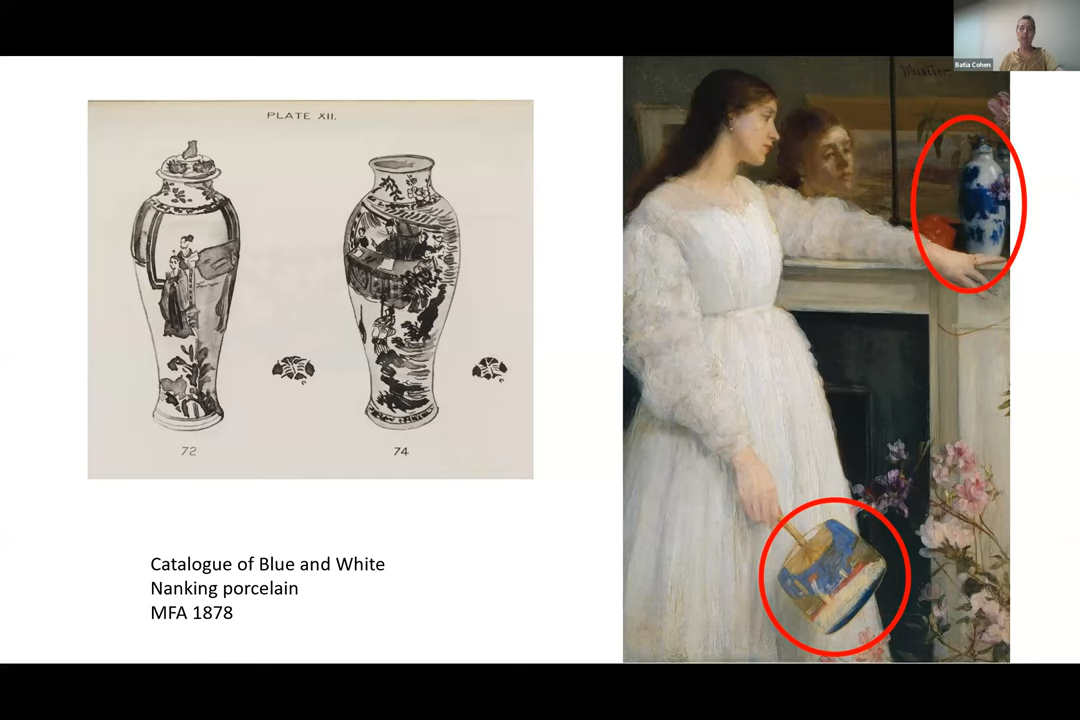 Batia Cohen
Whistler
PLATE XII.
72
74
Catalogue of Blue and White
Nanking porcelain
MFA 1878